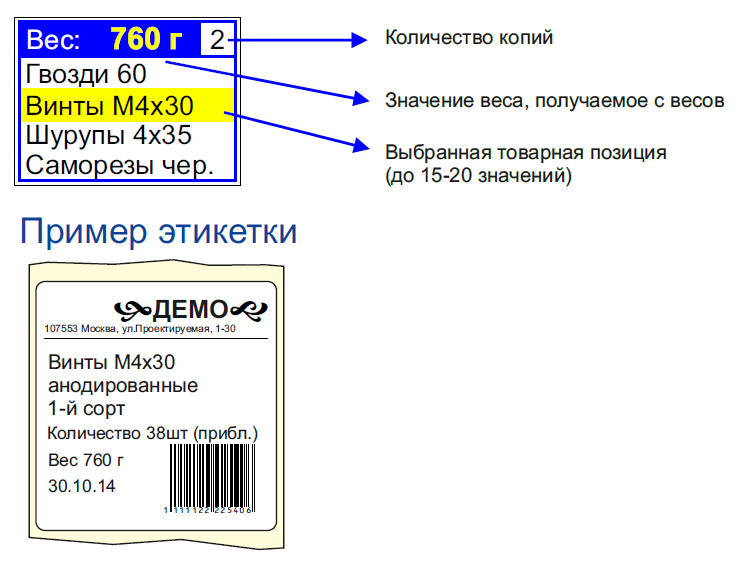 Вес: 760 г 2
Гвозди 60
Винты М4х30
Шурупы 4х35
Саморезы чер.
Количество копий
Значение веса, получаемое с весов
Выбранная товарная позиция
(до 15-20 значений)
Пример этикетки
ДЕМО
107553 Москва, ул.Проектируемая, 1-30
Винты М4х30
анодированные
1-й сорт
Количество 38шт (прибл.)
Вес 760 г
30.10.14
1 111122 225406